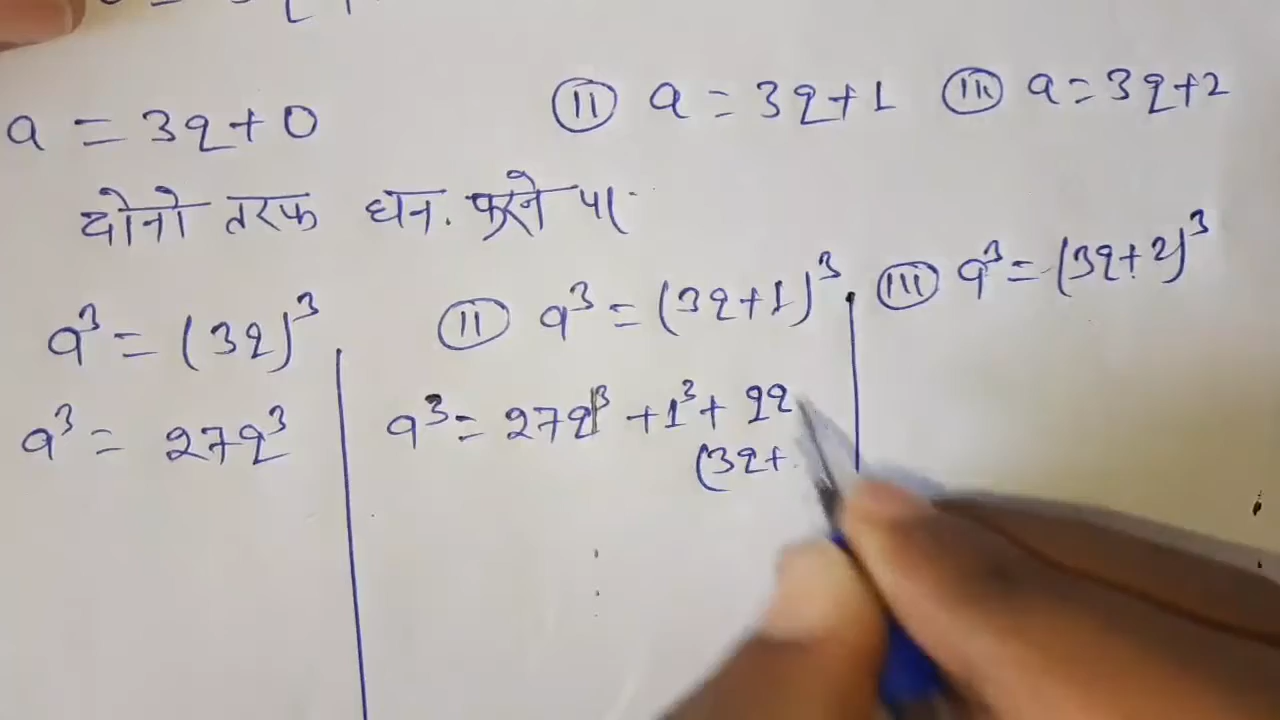 a = 3q+0 (II) a = 3q+1 (III) a = 3q+2
दोनो तरफ घन. करने पर
a³ = (3q)³ (II) a³ = (3q+1)³ (III) a³ = (3q+2)³
a³ = 27q³ a³ = 27q³ +1³+ 9q
(3q+